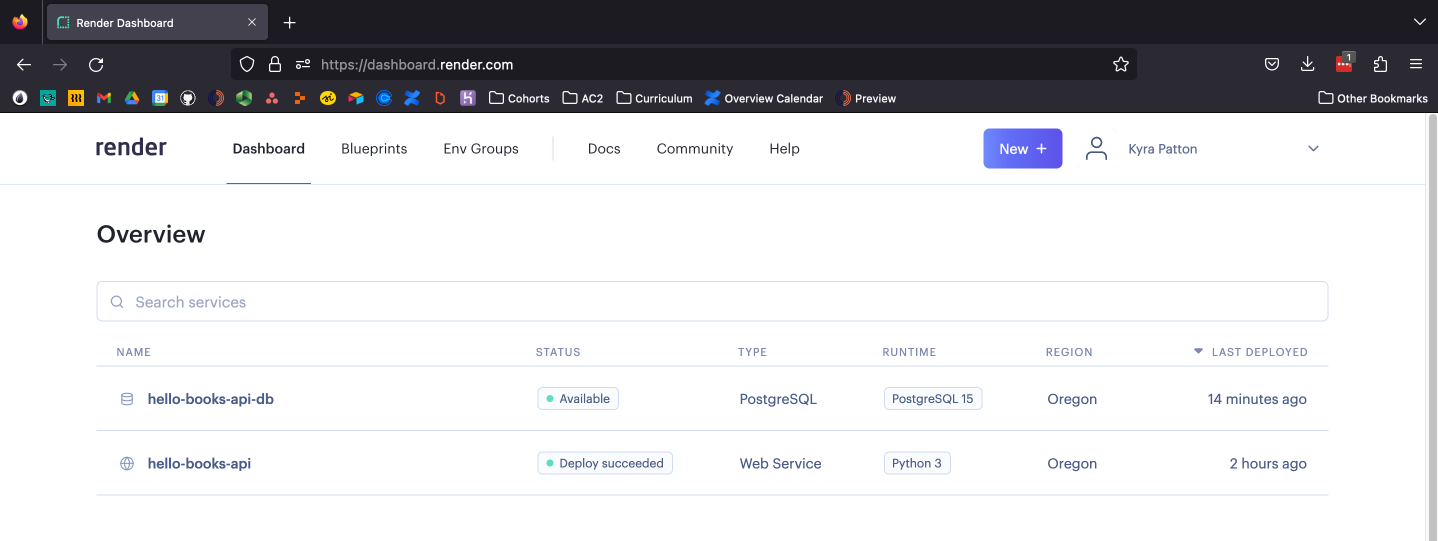 Render Dashboard
https://dashboard.render.com
1
31
Cohorts AC2 Curriculum Overview Calendar Preview Other Bookmarks
render Dashboard Blueprints Env Groups Docs Community Help New + Kyra Patton
Overview
Search services
NAME STATUS TYPE RUNTIME REGION LAST DEPLOYED
hello-books-api-db Available PostgreSQL PostgreSQL 15 Oregon 14 minutes ago
hello-books-api Deploy succeeded Web Service Python 3 Oregon 2 hours ago